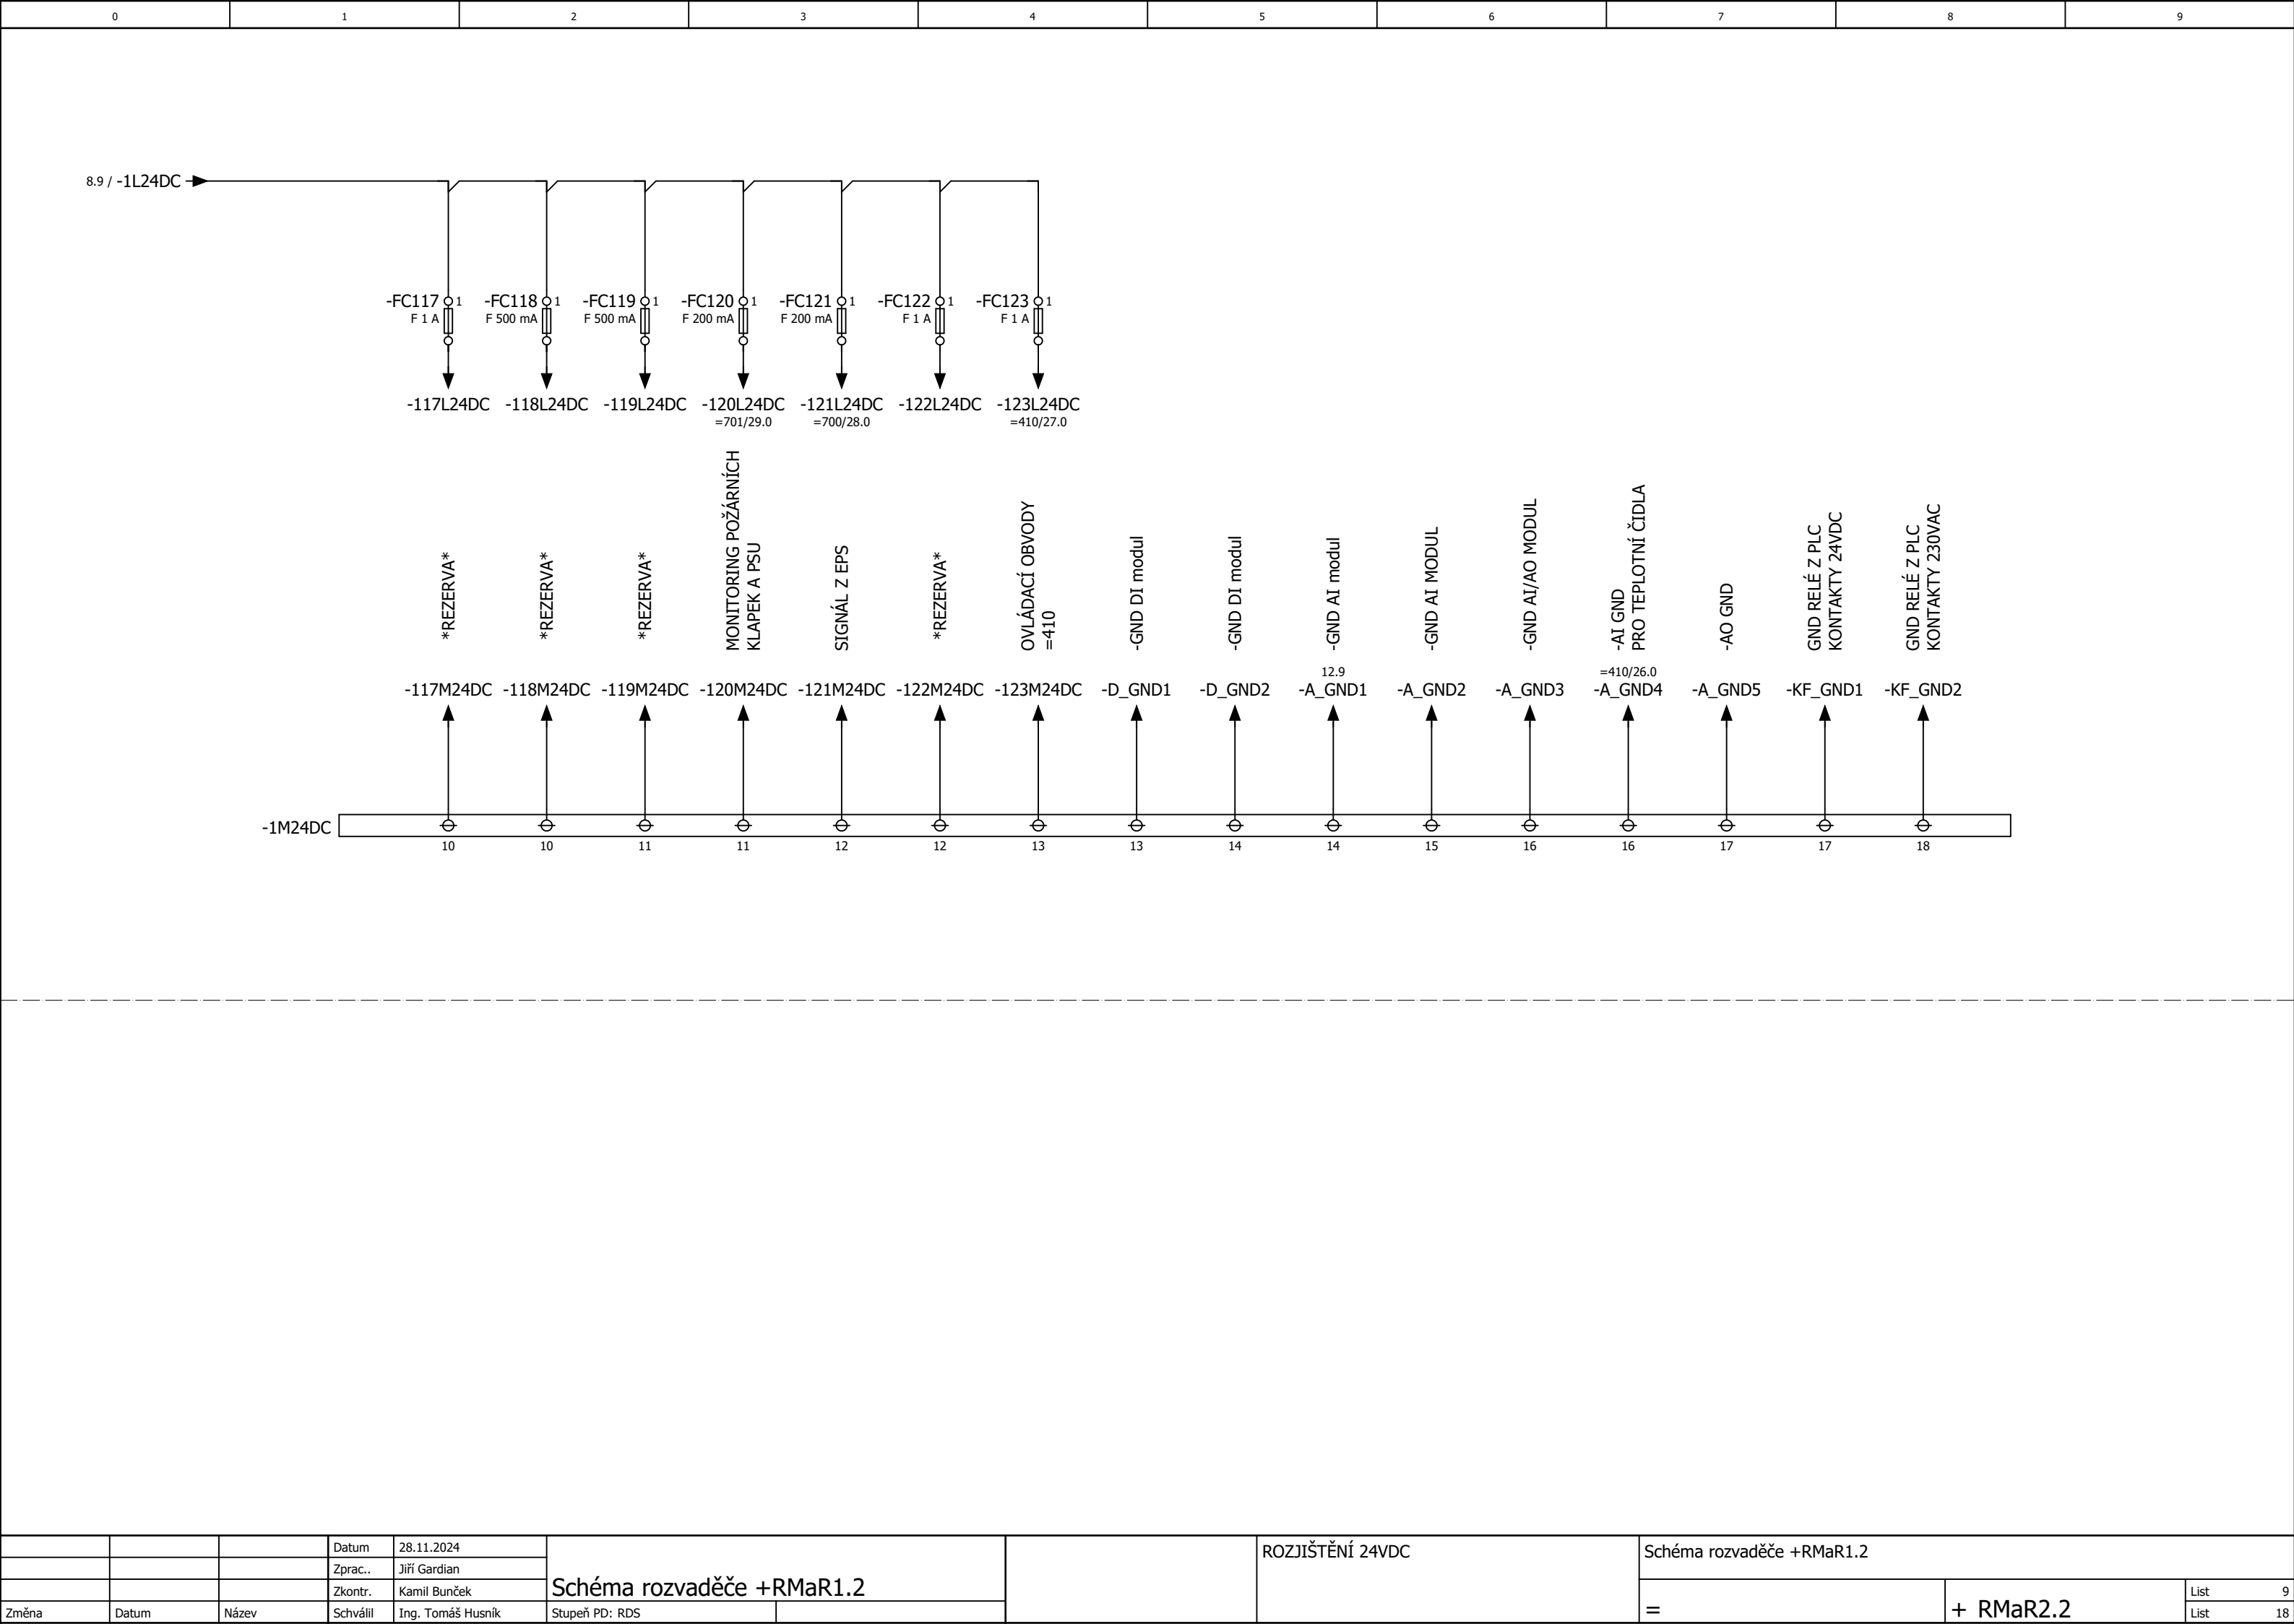 0 1 2 3 4 5 6 7 8 9
8.9 / -1L24DC
-FC117 1 -FC118 1 -FC119 1 -FC120 1 -FC121 1 -FC122 1 -FC123 1
F 1 A F 500 mA F 500 mA F 200 mA F 200 mA F 1 A F 1 A
-117L24DC -118L24DC -119L24DC -120L24DC -121L24DC -122L24DC -123L24DC
=701/29.0 =700/28.0 =410/27.0
*REZERVA*
*REZERVA*
*REZERVA*
MONITORING POŽÁRNÍCH
KLAPEK A PSU
SIGNÁL Z EPS
*REZERVA*
OVLÁDACÍ OBVODY
=410
-GND DI modul
-GND DI modul
-GND AI modul
-GND AI MODUL
-GND AI/AO MODUL
-AI GND
PRO TEPLOTNÍ ČIDLA
-AO GND
GND RELÉ Z PLC
KONTAKTY 24VDC
GND RELÉ Z PLC
KONTAKTY 230VAC
12.9 =410/26.0
-117M24DC -118M24DC -119M24DC -120M24DC -121M24DC -122M24DC -123M24DC -D_GND1 -D_GND2 -A_GND1 -A_GND2 -A_GND3 -A_GND4 -A_GND5 -KF_GND1 -KF_GND2
-1M24DC
10 10 11 11 12 12 13 13 14 14 15 16 16 17 17 18
Datum 28.11.2024
Zprac.. Jiří Gardian
Zkontr. Kamil Bunček
Změna Datum Název Schválil Ing. Tomáš Husník
Schéma rozvaděče +RMaR1.2
Stupeň PD: RDS
ROZJIŠTĚNÍ 24VDC
Schéma rozvaděče +RMaR1.2
= + RMaR2.2
List 9
List 18